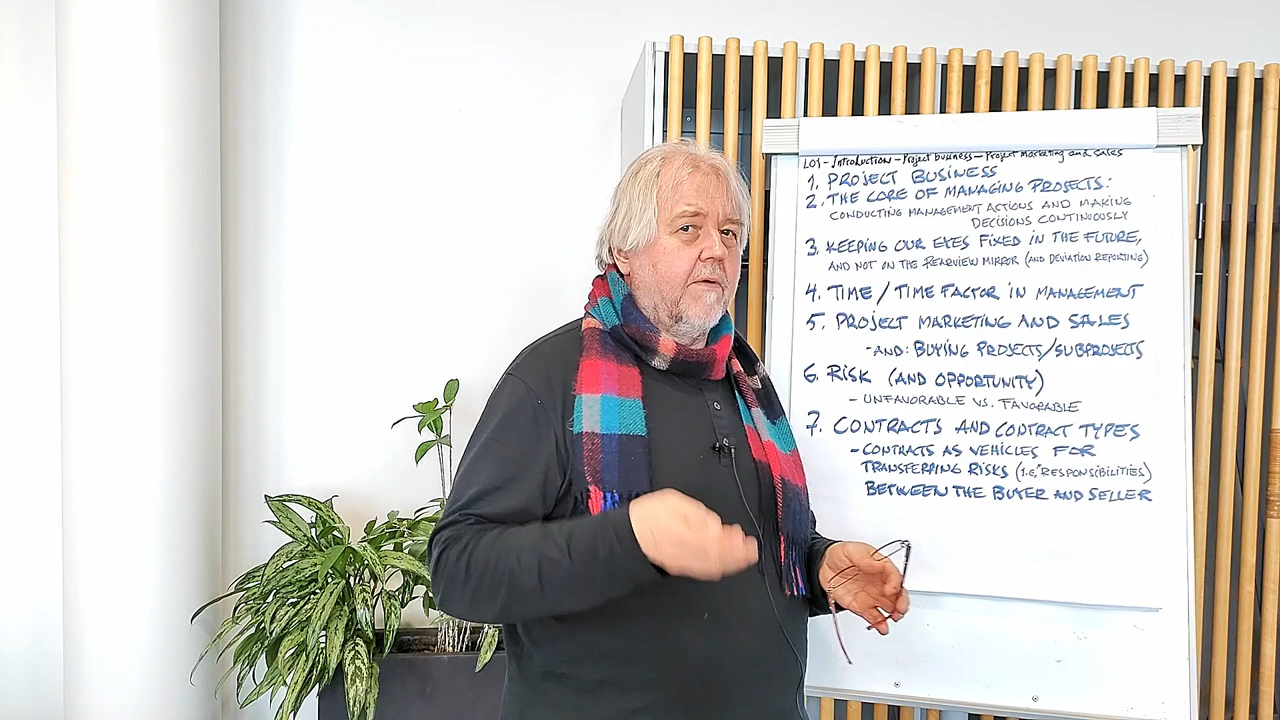 L01 - Introduction - Project business - Project Marketing and Sales
1. PROJECT BUSINESS
2. THE CORE OF MANAGING PROJECTS:
CONDUCTING MANAGEMENT ACTIONS AND MAKING
DECISIONS CONTINUOUSLY
3. KEEPING OUR EYES FIXED IN THE FUTURE,
AND NOT ON THE REARVIEW MIRROR (AND DEVIATION REPORTING)
4. TIME / TIME FACTOR IN MANAGEMENT
5. PROJECT MARKETING AND SALES
- AND: BUYING PROJECTS/SUBPROJECTS
6. RISK (AND OPPORTUNITY)
- UNFAVORABLE VS. FAVORABLE
7. CONTRACTS AND CONTRACT TYPES
- CONTRACTS AS VEHICLES FOR
TRANSFERRING RISKS (I.E. RESPONSIBILITIES)
BETWEEN THE BUYER AND SELLER